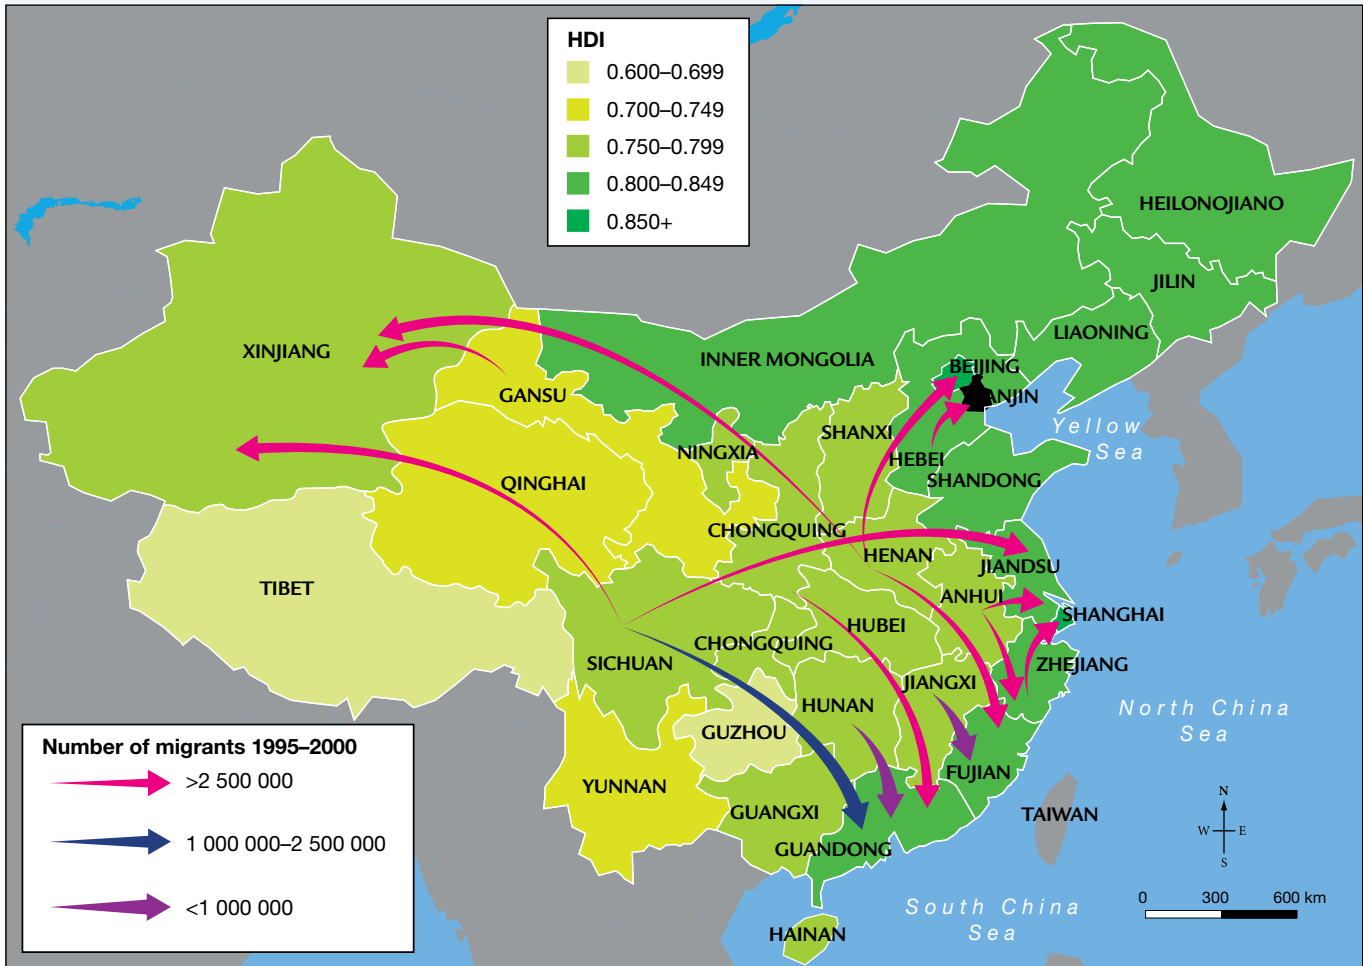 HDI
0.600–0.699
0.700–0.749
0.750–0.799
0.800–0.849
0.850+
HEILONOJIANO
JILIN
LIAONING
XINJIANG
INNER MONGOLIA
BEIJING
ANJIN
GANSU
Yellow
Sea
SHANXI
NINGXIA
HEBEI
SHANDONG
QINGHAI
CHONGQUING
HENAN
JIANDSU
TIBET
ANHUI
SHANGHAI
HUBEI
CHONGQUING
SICHUAN
ZHEJIANG
JIANGXI
HUNAN
North China
Sea
GUZHOU
FUJIAN
YUNNAN
GUANGXI
TAIWAN
GUANDONG
South China
Sea
HAINAN
Number of migrants 1995–2000
>2 500 000
1 000 000–2 500 000
<1 000 000
N
W E
S
0 300 600 km